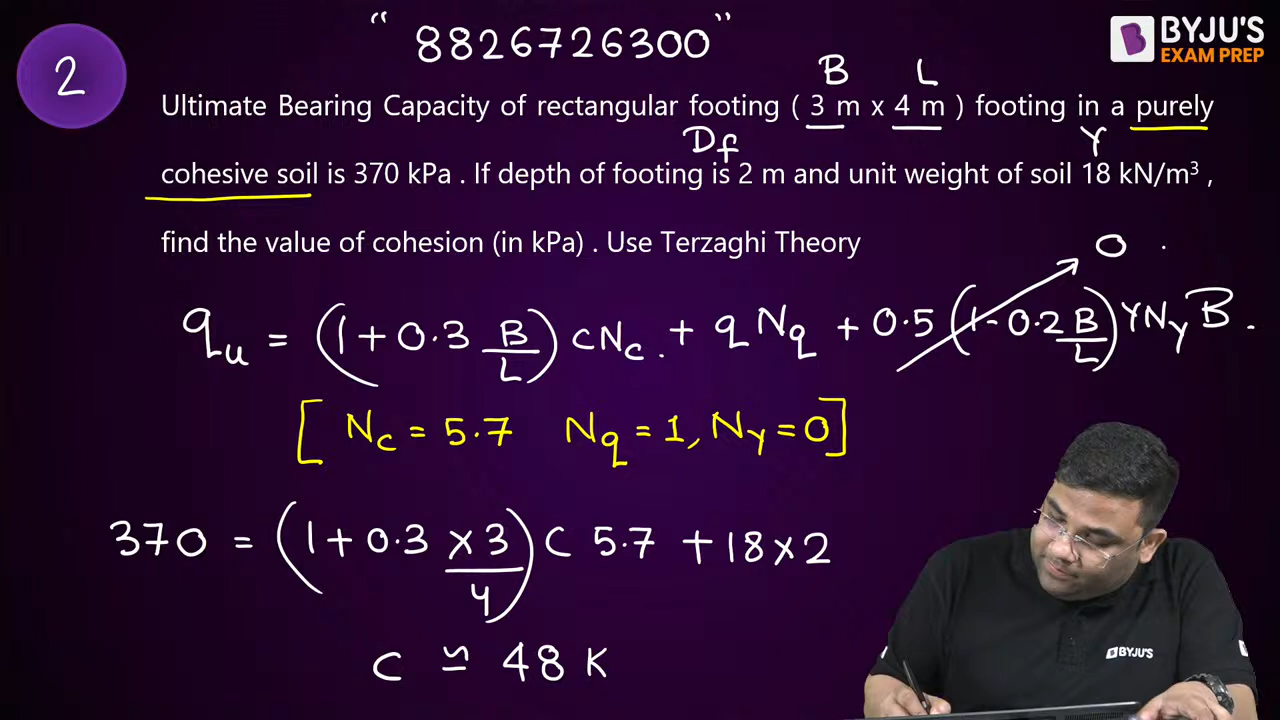 2
" 8826726300 "
BYJU'S
EXAM PREP
B L
Ultimate Bearing Capacity of rectangular footing ( 3 m x 4 m ) footing in a purely
Df γ
cohesive soil is 370 kPa . If depth of footing is 2 m and unit weight of soil 18 kN/m³ ,
find the value of cohesion (in kPa) . Use Terzaghi Theory
0
qu = (1 + 0.3 B/L) CNc. + q Nq + 0.5 (1 - 0.2 B/L) γNγ B.
[ Nc = 5.7 Nq = 1, Nγ = 0 ]
370 = (1 + 0.3 x 3/4) C 5.7 + 18 x 2
C ≃ 48 K
BYJU'S